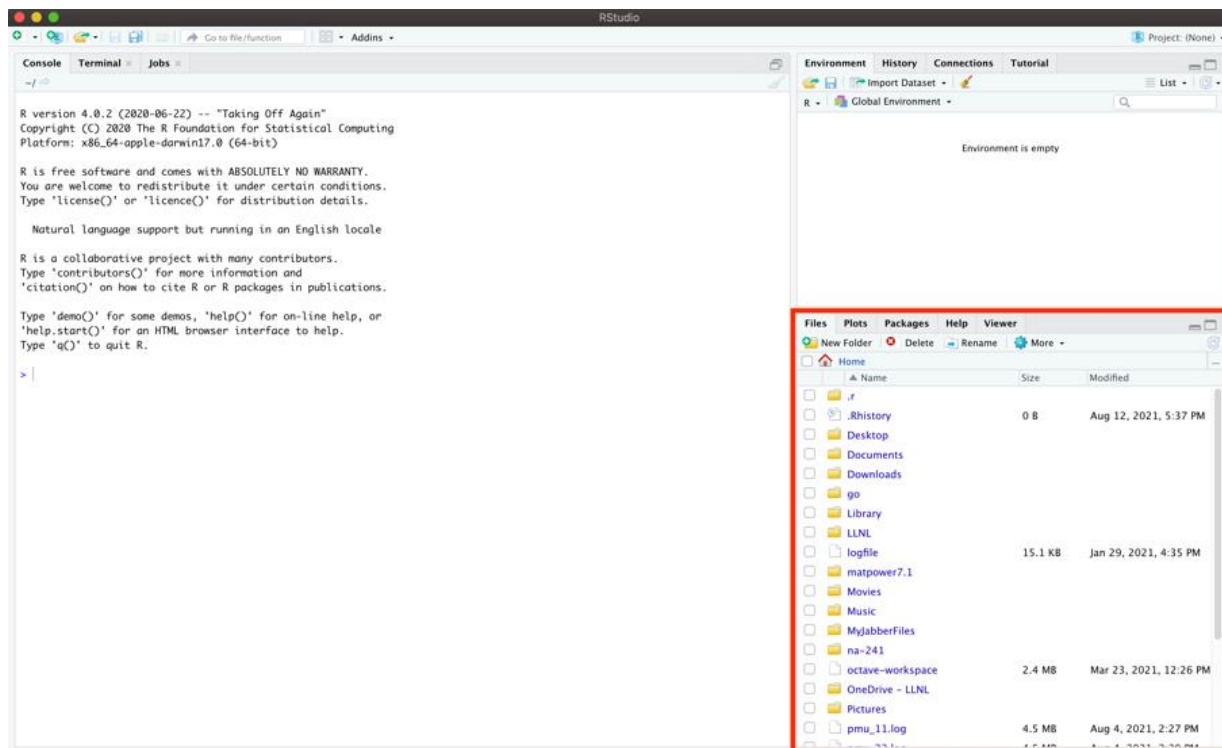 RStudio
Go to file/function
Addins
Project: (None)
Console Terminal Jobs
~/
R version 4.0.2 (2020-06-22) -- "Taking Off Again"
Copyright (C) 2020 The R Foundation for Statistical Computing
Platform: x86_64-apple-darwin17.0 (64-bit)
R is free software and comes with ABSOLUTELY NO WARRANTY.
You are welcome to redistribute it under certain conditions.
Type 'license()' or 'licence()' for distribution details.
Natural language support but running in an English locale
R is a collaborative project with many contributors.
Type 'contributors()' for more information and
'citation()' on how to cite R or R packages in publications.
Type 'demo()' for some demos, 'help()' for on-line help, or
'help.start()' for an HTML browser interface to help.
Type 'q()' to quit R.
>
Environment History Connections Tutorial
Import Dataset List
R Global Environment
Environment is empty
Files Plots Packages Help Viewer
New Folder Delete Rename More
Home
Name Size Modified
.r
.Rhistory 0 B Aug 12, 2021, 5:37 PM
Desktop
Documents
Downloads
go
Library
LLNL
logfile 15.1 KB Jan 29, 2021, 4:35 PM
matpower7.1
Movies
Music
MyJabberFiles
na-241
octave-workspace 2.4 MB Mar 23, 2021, 12:26 PM
OneDrive - LLNL
Pictures
pmu_11.log 4.5 MB Aug 4, 2021, 2:27 PM